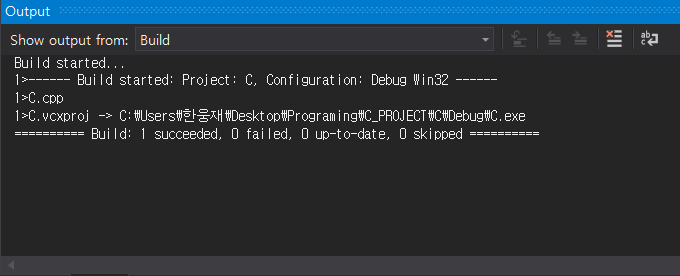 Output
Show output from: Build
Build started...
1>------ Build started: Project: C, Configuration: Debug Win32 ------
1>C.cpp
1>C.vcxproj -> C:₩Users₩한웅재₩Desktop₩Programing₩C_PROJECT₩C₩Debug₩C.exe
========== Build: 1 succeeded, 0 failed, 0 up-to-date, 0 skipped ==========